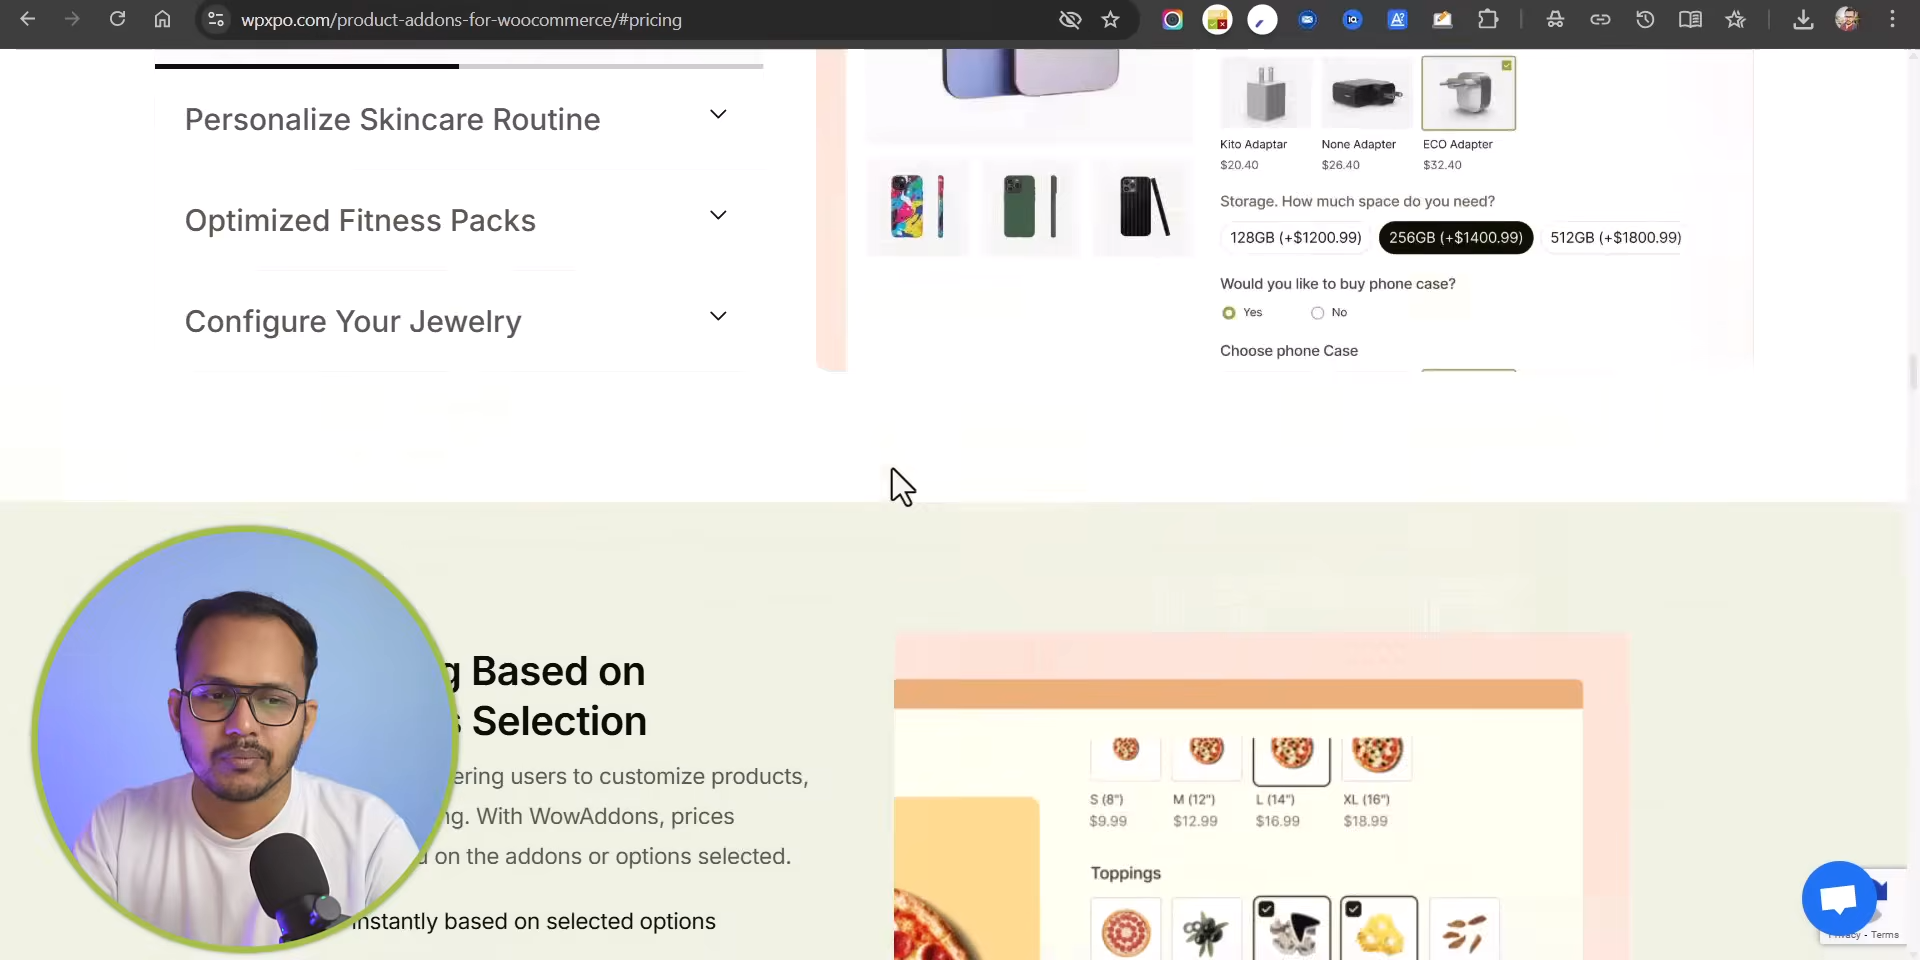 wpxpo.com/product-addons-for-woocommerce/#pricing
Personalize Skincare Routine
Optimized Fitness Packs
Configure Your Jewelry
Kito Adaptar
None Adapter
ECO Adapter
$20.40
$26.40
$32.40
Storage. How much space do you need?
128GB (+$1200.99)
256GB (+$1400.99)
512GB (+$1800.99)
Would you like to buy phone case?
Yes
No
Choose phone Case
Based on
Selection
users to customize products,
With WowAddons, prices
on the addons or options selected.
instantly based on selected options
S (8")
M (12")
L (14")
XL (16")
$9.99
$12.99
$16.99
$18.99
Toppings
Privacy - Terms